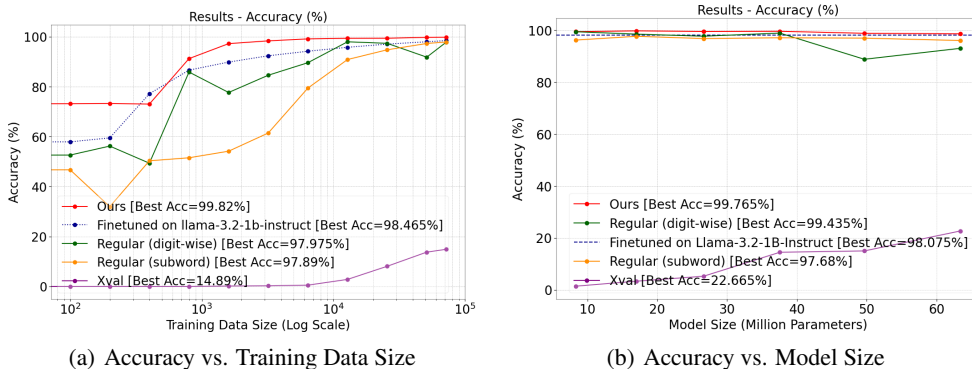 Results - Accuracy (%)
100
80
60
40
20
0
Accuracy (%)
Ours [Best Acc=99.82%]
Finetuned on llama-3.2-1b-instruct [Best Acc=98.465%]
Regular (digit-wise) [Best Acc=97.975%]
Regular (subword) [Best Acc=97.89%]
Xval [Best Acc=14.89%]
10²
10³
10⁴
10⁵
Training Data Size (Log Scale)
(a) Accuracy vs. Training Data Size
Results - Accuracy (%)
100
80
60
40
20
0
Accuracy (%)
Ours [Best Acc=99.765%]
Regular (digit-wise) [Best Acc=99.435%]
Finetuned on Llama-3.2-1B-Instruct [Best Acc=98.075%]
Regular (subword) [Best Acc=97.68%]
Xval [Best Acc=22.665%]
10
20
30
40
50
60
Model Size (Million Parameters)
(b) Accuracy vs. Model Size